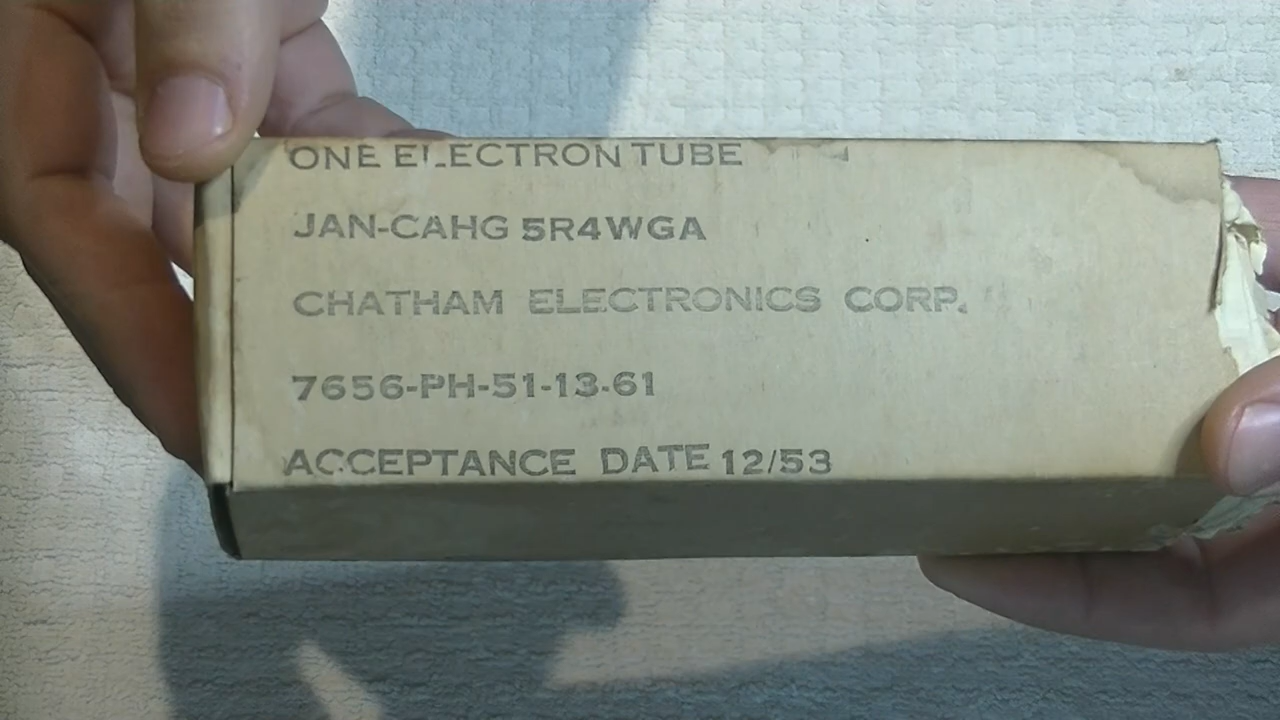 ONE ELECTRON TUBE
JAN-CAHG 5R4WGA
CHATHAM ELECTRONICS CORP.
7656-PH-51-13-61
ACCEPTANCE DATE 12/53